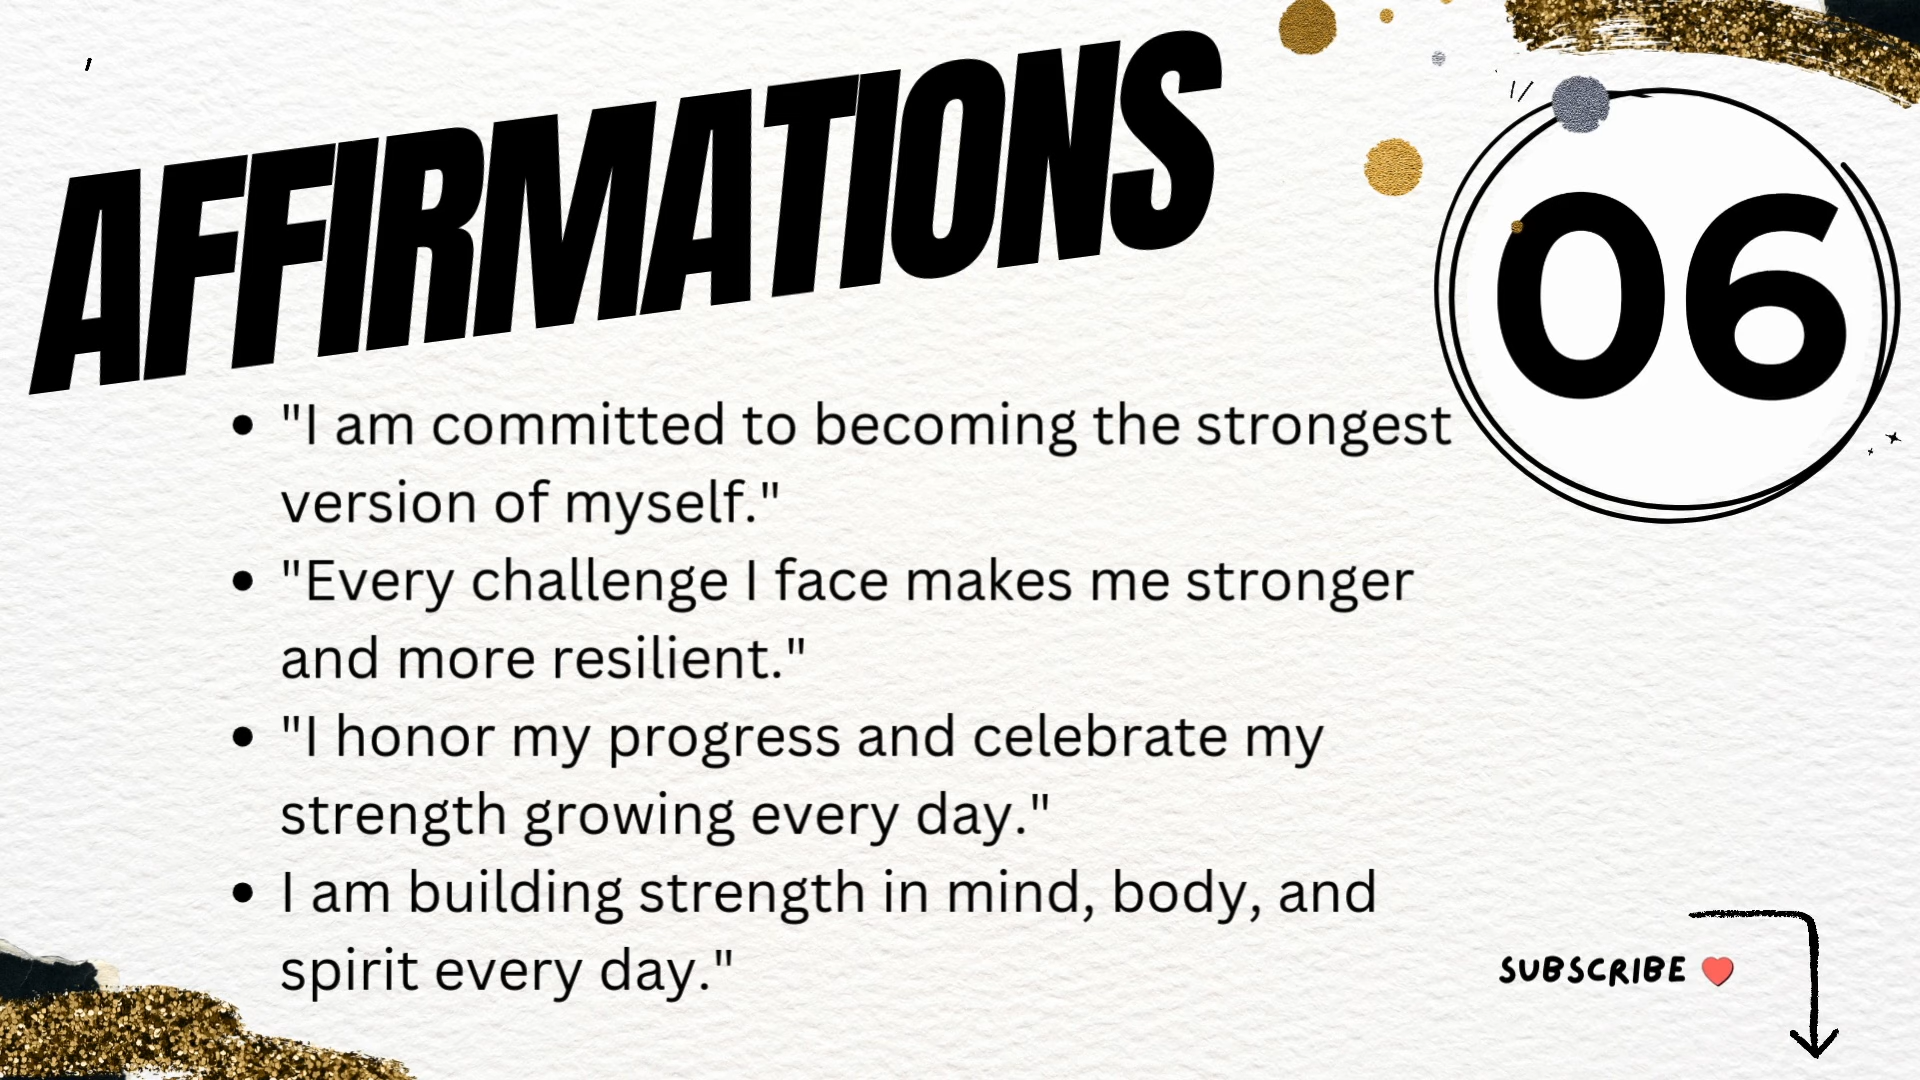 AFFIRMATIONS
06
• "I am committed to becoming the strongest
version of myself."
• "Every challenge I face makes me stronger
and more resilient."
• "I honor my progress and celebrate my
strength growing every day."
• I am building strength in mind, body, and
spirit every day."
SUBSCRIBE